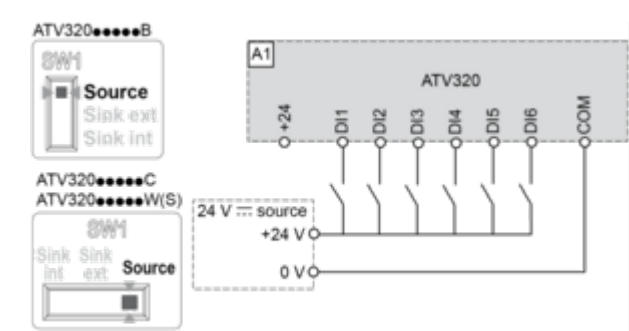 ATV320●●●●●B
SW1
Source
Sink ext
Sink int
ATV320●●●●●C
ATV320●●●●●W(S)
SW1
Sink int
Sink ext
Source
A1
ATV320
+24
DI1
DI2
DI3
DI4
DI5
DI6
COM
24 V ⎓ source
+24 V
0 V